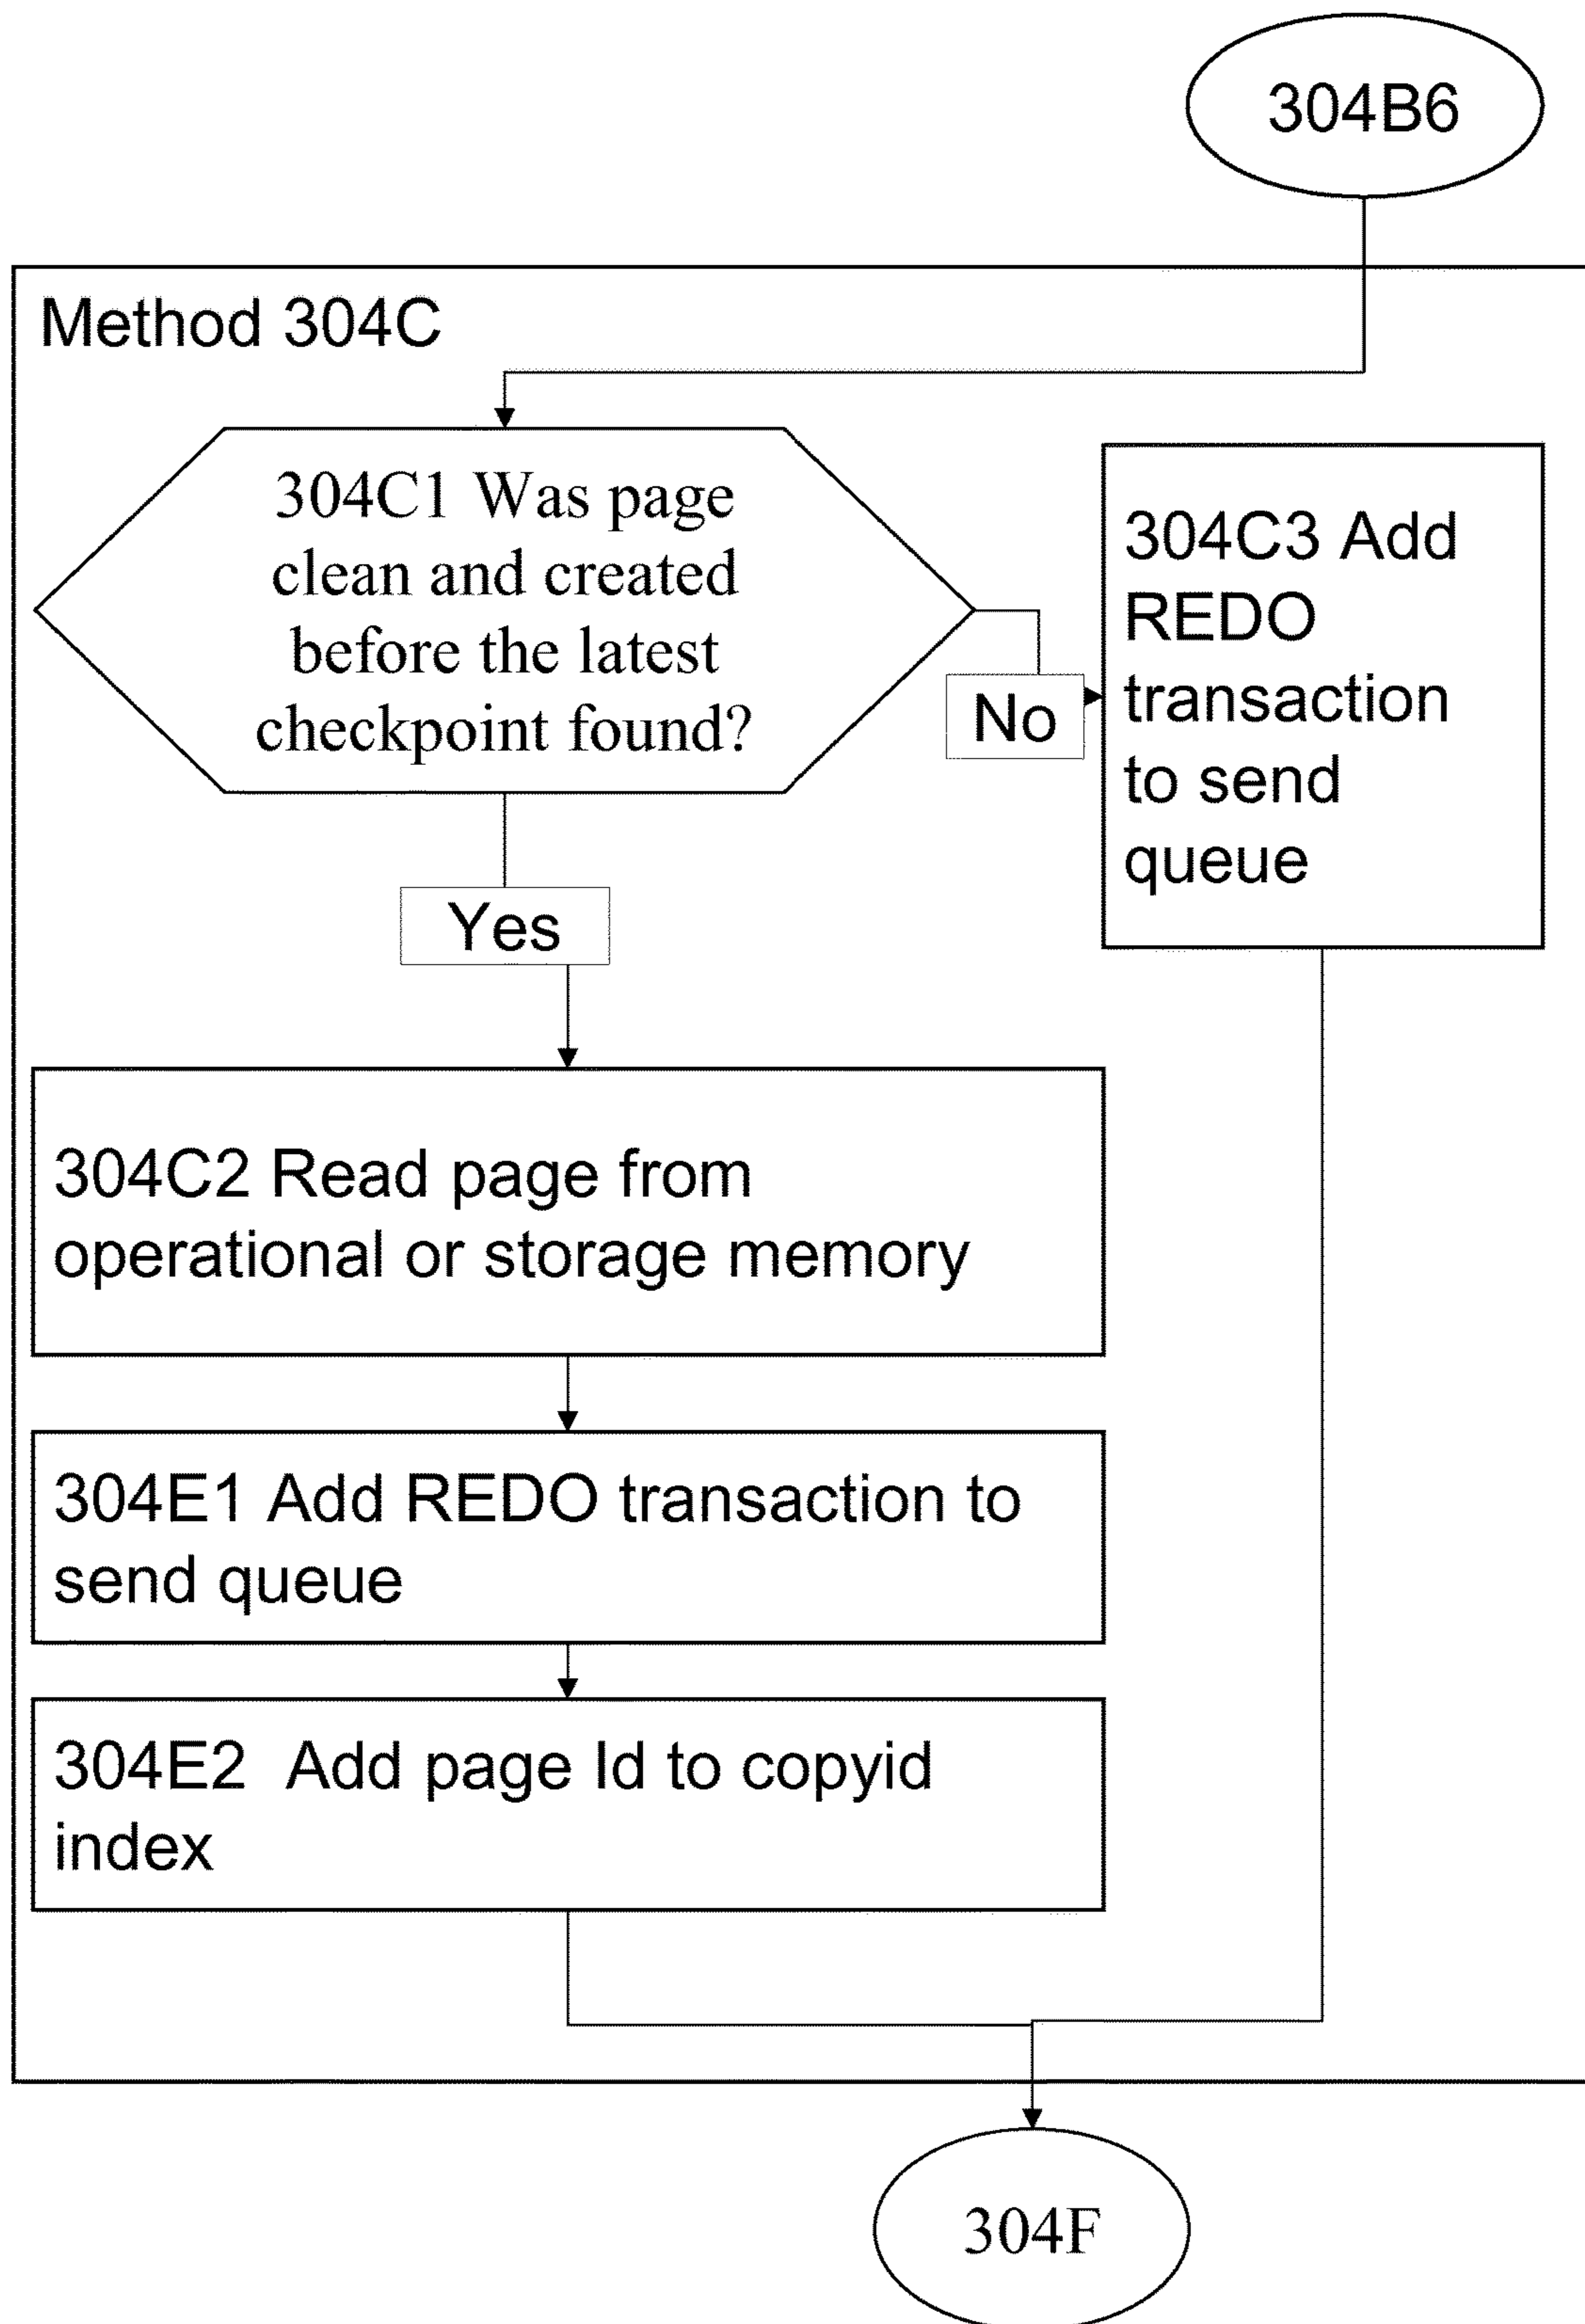 304B6
Method 304C
304C1 Was page
clean and created
before the latest
checkpoint found?
No
304C3 Add
REDO
transaction
to send
queue
Yes
304C2 Read page from
operational or storage memory
304E1 Add REDO transaction to
send queue
304E2 Add page Id to copyid
index
304F